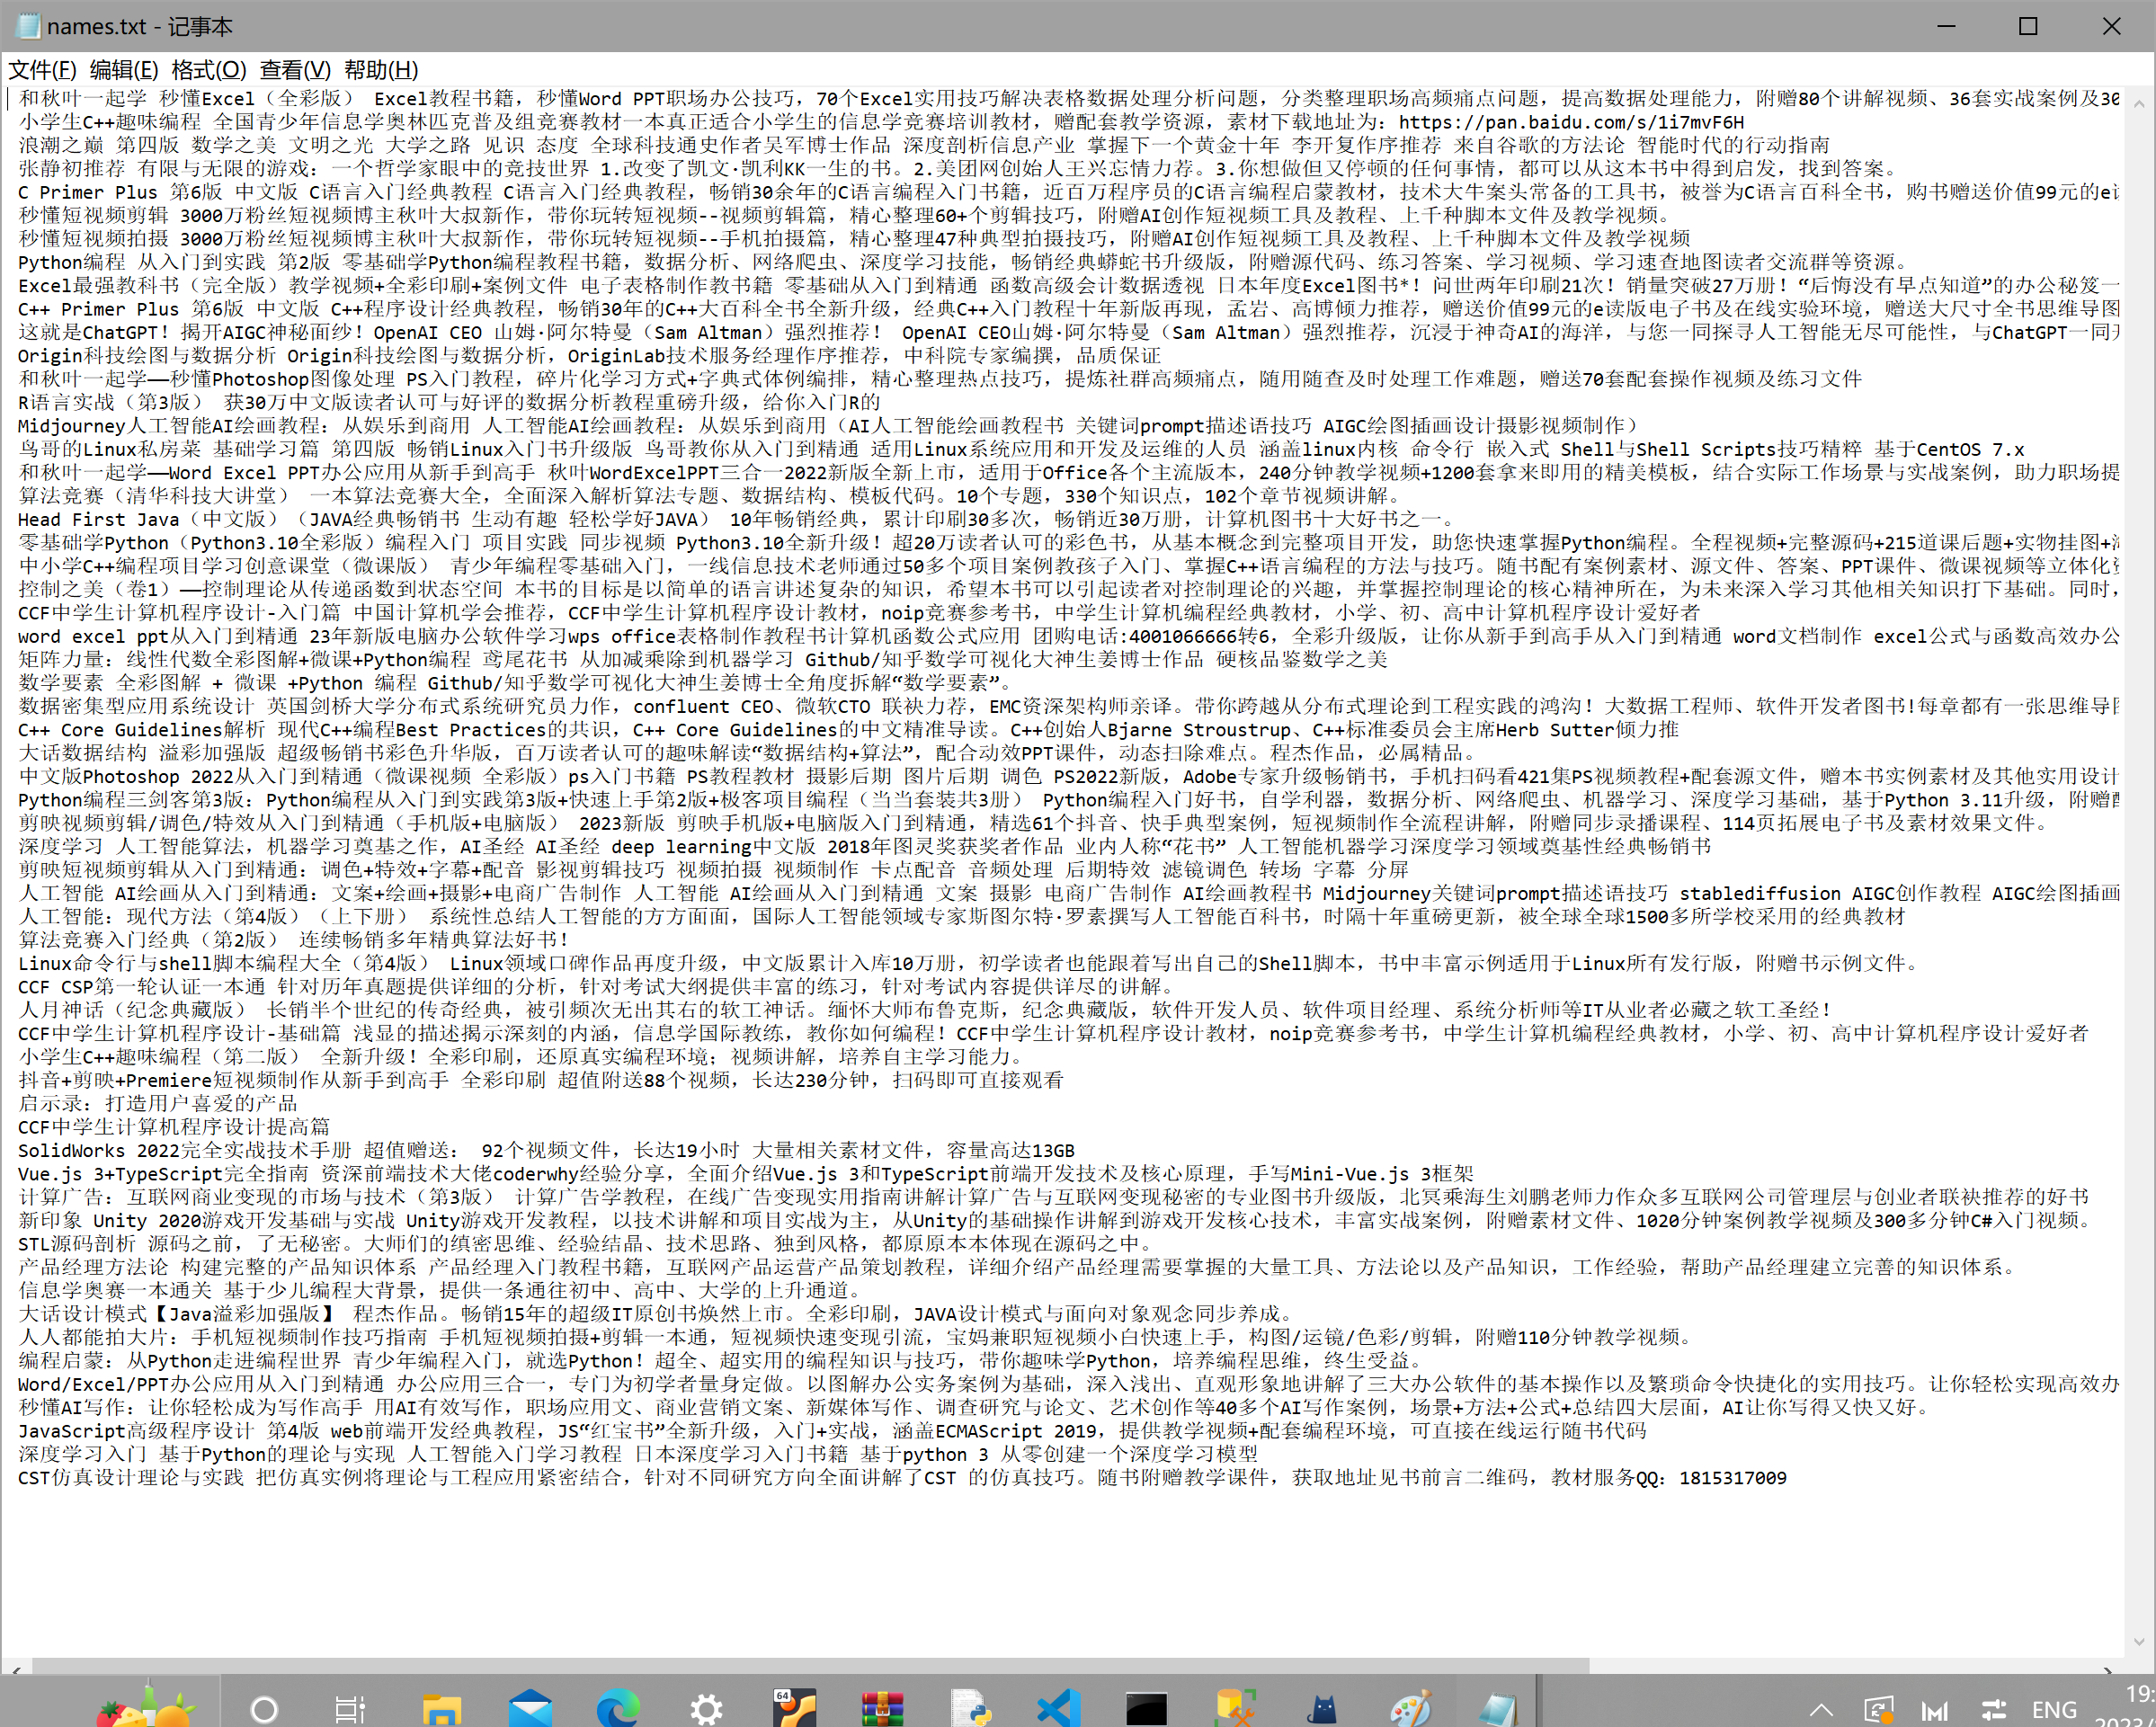 names.txt - 记事本
文件(F) 编辑(E) 格式(O) 查看(V) 帮助(H)
和秋叶一起学 秒懂Excel（全彩版） Excel教程书籍，秒懂Word PPT职场办公技巧，70个Excel实用技巧解决表格数据处理分析问题，分类整理职场高频痛点问题，提高数据处理能力，附赠80个讲解视频、36套实战案例及30
小学生C++趣味编程 全国青少年信息学奥林匹克普及组竞赛教材一本真正适合小学生的信息学竞赛培训教材，赠配套教学资源，素材下载地址为：https://pan.baidu.com/s/1i7mvF6H
浪潮之巅 第四版 数学之美 文明之光 大学之路 见识 态度 全球科技通史作者吴军博士作品 深度剖析信息产业 掌握下一个黄金十年 李开复作序推荐 来自谷歌的方法论 智能时代的行动指南
张静初推荐 有限与无限的游戏：一个哲学家眼中的竞技世界 1.改变了凯文·凯利KK一生的书。2.美团网创始人王兴忘情力荐。3.你想做但又停顿的任何事情，都可以从这本书中得到启发，找到答案。
C Primer Plus 第6版 中文版 C语言入门经典教程 C语言入门经典教程，畅销30余年的C语言编程入门书籍，近百万程序员的C语言编程启蒙教材，技术大牛案头常备的工具书，被誉为C语言百科全书，购书赠送价值99元的e读
秒懂短视频剪辑 3000万粉丝短视频博主秋叶大叔新作，带你玩转短视频--视频剪辑篇，精心整理60+个剪辑技巧，附赠AI创作短视频工具及教程、上千种脚本文件及教学视频。
秒懂短视频拍摄 3000万粉丝短视频博主秋叶大叔新作，带你玩转短视频--手机拍摄篇，精心整理47种典型拍摄技巧，附赠AI创作短视频工具及教程、上千种脚本文件及教学视频
Python编程 从入门到实践 第2版 零基础学Python编程教程书籍，数据分析、网络爬虫、深度学习技能，畅销经典蟒蛇书升级版，附赠源代码、练习答案、学习视频、学习速查地图读者交流群等资源。
Excel最强教科书（完全版）教学视频+全彩印刷+案例文件 电子表格制作教书籍 零基础从入门到精通 函数高级会计数据透视 日本年度Excel图书*！问世两年印刷21次！销量突破27万册！“后悔没有早点知道”的办公秘笈一
C++ Primer Plus 第6版 中文版 C++程序设计经典教程，畅销30年的C++大百科全书全新升级，经典C++入门教程十年新版再现，孟岩、高博倾力推荐，赠送价值99元的e读版电子书及在线实验环境，赠送大尺寸全书思维导图
这就是ChatGPT！揭开AIGC神秘面纱！OpenAI CEO 山姆·阿尔特曼（Sam Altman）强烈推荐！ OpenAI CEO山姆·阿尔特曼（Sam Altman）强烈推荐，沉浸于神奇AI的海洋，与您一同探寻人工智能无尽可能性，与ChatGPT一同开
Origin科技绘图与数据分析 Origin科技绘图与数据分析，OriginLab技术服务经理作序推荐，中科院专家编撰，品质保证
和秋叶一起学——秒懂Photoshop图像处理 PS入门教程，碎片化学习方式+字典式体例编排，精心整理热点技巧，提炼社群高频痛点，随用随查及时处理工作难题，赠送70套配套操作视频及练习文件
R语言实战（第3版） 获30万中文版读者认可与好评的数据分析教程重磅升级，给你入门R的
Midjourney人工智能AI绘画教程：从娱乐到商用 人工智能AI绘画教程：从娱乐到商用（AI人工智能绘画教程书 关键词prompt描述语技巧 AIGC绘图插画设计摄影视频制作）
鸟哥的Linux私房菜 基础学习篇 第四版 畅销Linux入门书升级版 鸟哥教你从入门到精通 适用Linux系统应用和开发及运维的人员 涵盖linux内核 命令行 嵌入式 Shell与Shell Scripts技巧精粹 基于CentOS 7.x
和秋叶一起学——Word Excel PPT办公应用从新手到高手 秋叶WordExcelPPT三合一2022新版全新上市，适用于Office各个主流版本，240分钟教学视频+1200套拿来即用的精美模板，结合实际工作场景与实战案例，助力职场提
算法竞赛（清华科技大讲堂） 一本算法竞赛大全，全面深入解析算法专题、数据结构、模板代码。10个专题，330个知识点，102个章节视频讲解。
Head First Java（中文版）（JAVA经典畅销书 生动有趣 轻松学好JAVA） 10年畅销经典，累计印刷30多次，畅销近30万册，计算机图书十大好书之一。
零基础学Python（Python3.10全彩版）编程入门 项目实践 同步视频 Python3.10全新升级！超20万读者认可的彩色书，从基本概念到完整项目开发，助您快速掌握Python编程。全程视频+完整源码+215道课后题+实物挂图+海
中小学C++编程项目学习创意课堂（微课版） 青少年编程零基础入门，一线信息技术老师通过50多个项目案例教孩子入门、掌握C++语言编程的方法与技巧。随书配有案例素材、源文件、答案、PPT课件、微课视频等立体化资
控制之美（卷1）——控制理论从传递函数到状态空间 本书的目标是以简单的语言讲述复杂的知识，希望本书可以引起读者对控制理论的兴趣，并掌握控制理论的核心精神所在，为未来深入学习其他相关知识打下基础。同时，
CCF中学生计算机程序设计-入门篇 中国计算机学会推荐，CCF中学生计算机程序设计教材，noip竞赛参考书，中学生计算机编程经典教材，小学、初、高中计算机程序设计爱好者
word excel ppt从入门到精通 23年新版电脑办公软件学习wps office表格制作教程书计算机函数公式应用 团购电话:4001066666转6，全彩升级版，让你从新手到高手从入门到精通 word文档制作 excel公式与函数高效办公
矩阵力量：线性代数全彩图解+微课+Python编程 鸢尾花书 从加减乘除到机器学习 Github/知乎数学可视化大神生姜博士作品 硬核品鉴数学之美
数学要素 全彩图解 + 微课 +Python 编程 Github/知乎数学可视化大神生姜博士全角度拆解“数学要素”。
数据密集型应用系统设计 英国剑桥大学分布式系统研究员力作，confluent CEO、微软CTO 联袂力荐，EMC资深架构师亲译。带你跨越从分布式理论到工程实践的鸿沟！大数据工程师、软件开发者图书!每章都有一张思维导图
C++ Core Guidelines解析 现代C++编程Best Practices的共识，C++ Core Guidelines的中文精准导读。C++创始人Bjarne Stroustrup、C++标准委员会主席Herb Sutter倾力推
大话数据结构 溢彩加强版 超级畅销书彩色升华版，百万读者认可的趣味解读“数据结构+算法”，配合动效PPT课件，动态扫除难点。程杰作品，必属精品。
中文版Photoshop 2022从入门到精通（微课视频 全彩版）ps入门书籍 PS教程教材 摄影后期 图片后期 调色 PS2022新版，Adobe专家升级畅销书，手机扫码看421集PS视频教程+配套源文件，赠本书实例素材及其他实用设计
Python编程三剑客第3版：Python编程从入门到实践第3版+快速上手第2版+极客项目编程（当当套装共3册） Python编程入门好书，自学利器，数据分析、网络爬虫、机器学习、深度学习基础，基于Python 3.11升级，附赠配
剪映视频剪辑/调色/特效从入门到精通（手机版+电脑版） 2023新版 剪映手机版+电脑版入门到精通，精选61个抖音、快手典型案例，短视频制作全流程讲解，附赠同步录播课程、114页拓展电子书及素材效果文件。
深度学习 人工智能算法，机器学习奠基之作，AI圣经 AI圣经 deep learning中文版 2018年图灵奖获奖者作品 业内人称“花书” 人工智能机器学习深度学习领域奠基性经典畅销书
剪映短视频剪辑从入门到精通：调色+特效+字幕+配音 影视剪辑技巧 视频拍摄 视频制作 卡点配音 音频处理 后期特效 滤镜调色 转场 字幕 分屏
人工智能 AI绘画从入门到精通：文案+绘画+摄影+电商广告制作 人工智能 AI绘画从入门到精通 文案 摄影 电商广告制作 AI绘画教程书 Midjourney关键词prompt描述语技巧 stablediffusion AIGC创作教程 AIGC绘图插画
人工智能：现代方法（第4版）（上下册） 系统性总结人工智能的方方面面，国际人工智能领域专家斯图尔特·罗素撰写人工智能百科书，时隔十年重磅更新，被全球全球1500多所学校采用的经典教材
算法竞赛入门经典（第2版） 连续畅销多年精典算法好书！
Linux命令行与shell脚本编程大全（第4版） Linux领域口碑作品再度升级，中文版累计入库10万册，初学读者也能跟着写出自己的Shell脚本，书中丰富示例适用于Linux所有发行版，附赠书示例文件。
CCF CSP第一轮认证一本通 针对历年真题提供详细的分析，针对考试大纲提供丰富的练习，针对考试内容提供详尽的讲解。
人月神话（纪念典藏版） 长销半个世纪的传奇经典，被引频次无出其右的软工神话。缅怀大师布鲁克斯，纪念典藏版，软件开发人员、软件项目经理、系统分析师等IT从业者必藏之软工圣经！
CCF中学生计算机程序设计-基础篇 浅显的描述揭示深刻的内涵，信息学国际教练，教你如何编程！CCF中学生计算机程序设计教材，noip竞赛参考书，中学生计算机编程经典教材，小学、初、高中计算机程序设计爱好者
小学生C++趣味编程（第二版） 全新升级！全彩印刷，还原真实编程环境；视频讲解，培养自主学习能力。
抖音+剪映+Premiere短视频制作从新手到高手 全彩印刷 超值附送88个视频，长达230分钟，扫码即可直接观看
启示录：打造用户喜爱的产品
CCF中学生计算机程序设计提高篇
SolidWorks 2022完全实战技术手册 超值赠送： 92个视频文件，长达19小时 大量相关素材文件，容量高达13GB
Vue.js 3+TypeScript完全指南 资深前端技术大佬coderwhy经验分享，全面介绍Vue.js 3和TypeScript前端开发技术及核心原理，手写Mini-Vue.js 3框架
计算广告：互联网商业变现的市场与技术（第3版） 计算广告学教程，在线广告变现实用指南讲解计算广告与互联网变现秘密的专业图书升级版，北冥乘海生刘鹏老师力作众多互联网公司管理层与创业者联袂推荐的好书
新印象 Unity 2020游戏开发基础与实战 Unity游戏开发教程，以技术讲解和项目实战为主，从Unity的基础操作讲解到游戏开发核心技术，丰富实战案例，附赠素材文件、1020分钟案例教学视频及300多分钟C#入门视频。
STL源码剖析 源码之前，了无秘密。大师们的缜密思维、经验结晶、技术思路、独到风格，都原原本本体现在源码之中。
产品经理方法论 构建完整的产品知识体系 产品经理入门教程书籍，互联网产品运营产品策划教程，详细介绍产品经理需要掌握的大量工具、方法论以及产品知识，工作经验，帮助产品经理建立完善的知识体系。
信息学奥赛一本通关 基于少儿编程大背景，提供一条通往初中、高中、大学的上升通道。
大话设计模式【Java溢彩加强版】 程杰作品。畅销15年的超级IT原创书焕然上市。全彩印刷，JAVA设计模式与面向对象观念同步养成。
人人都能拍大片：手机短视频制作技巧指南 手机短视频拍摄+剪辑一本通，短视频快速变现引流，宝妈兼职短视频小白快速上手，构图/运镜/色彩/剪辑，附赠110分钟教学视频。
编程启蒙：从Python走进编程世界 青少年编程入门，就选Python！超全、超实用的编程知识与技巧，带你趣味学Python，培养编程思维，终生受益。
Word/Excel/PPT办公应用从入门到精通 办公应用三合一，专门为初学者量身定做。以图解办公实务案例为基础，深入浅出、直观形象地讲解了三大办公软件的基本操作以及繁琐命令快捷化的实用技巧。让你轻松实现高效办
秒懂AI写作：让你轻松成为写作高手 用AI有效写作，职场应用文、商业营销文案、新媒体写作、调查研究与论文、艺术创作等40多个AI写作案例，场景+方法+公式+总结四大层面，AI让你写得又快又好。
JavaScript高级程序设计 第4版 web前端开发经典教程，JS“红宝书”全新升级，入门+实战，涵盖ECMAScript 2019，提供教学视频+配套编程环境，可直接在线运行随书代码
深度学习入门 基于Python的理论与实现 人工智能入门学习教程 日本深度学习入门书籍 基于python 3 从零创建一个深度学习模型
CST仿真设计理论与实践 把仿真实例将理论与工程应用紧密结合，针对不同研究方向全面讲解了CST 的仿真技巧。随书附赠教学课件，获取地址见书前言二维码，教材服务QQ：1815317009
64
ENG
19: